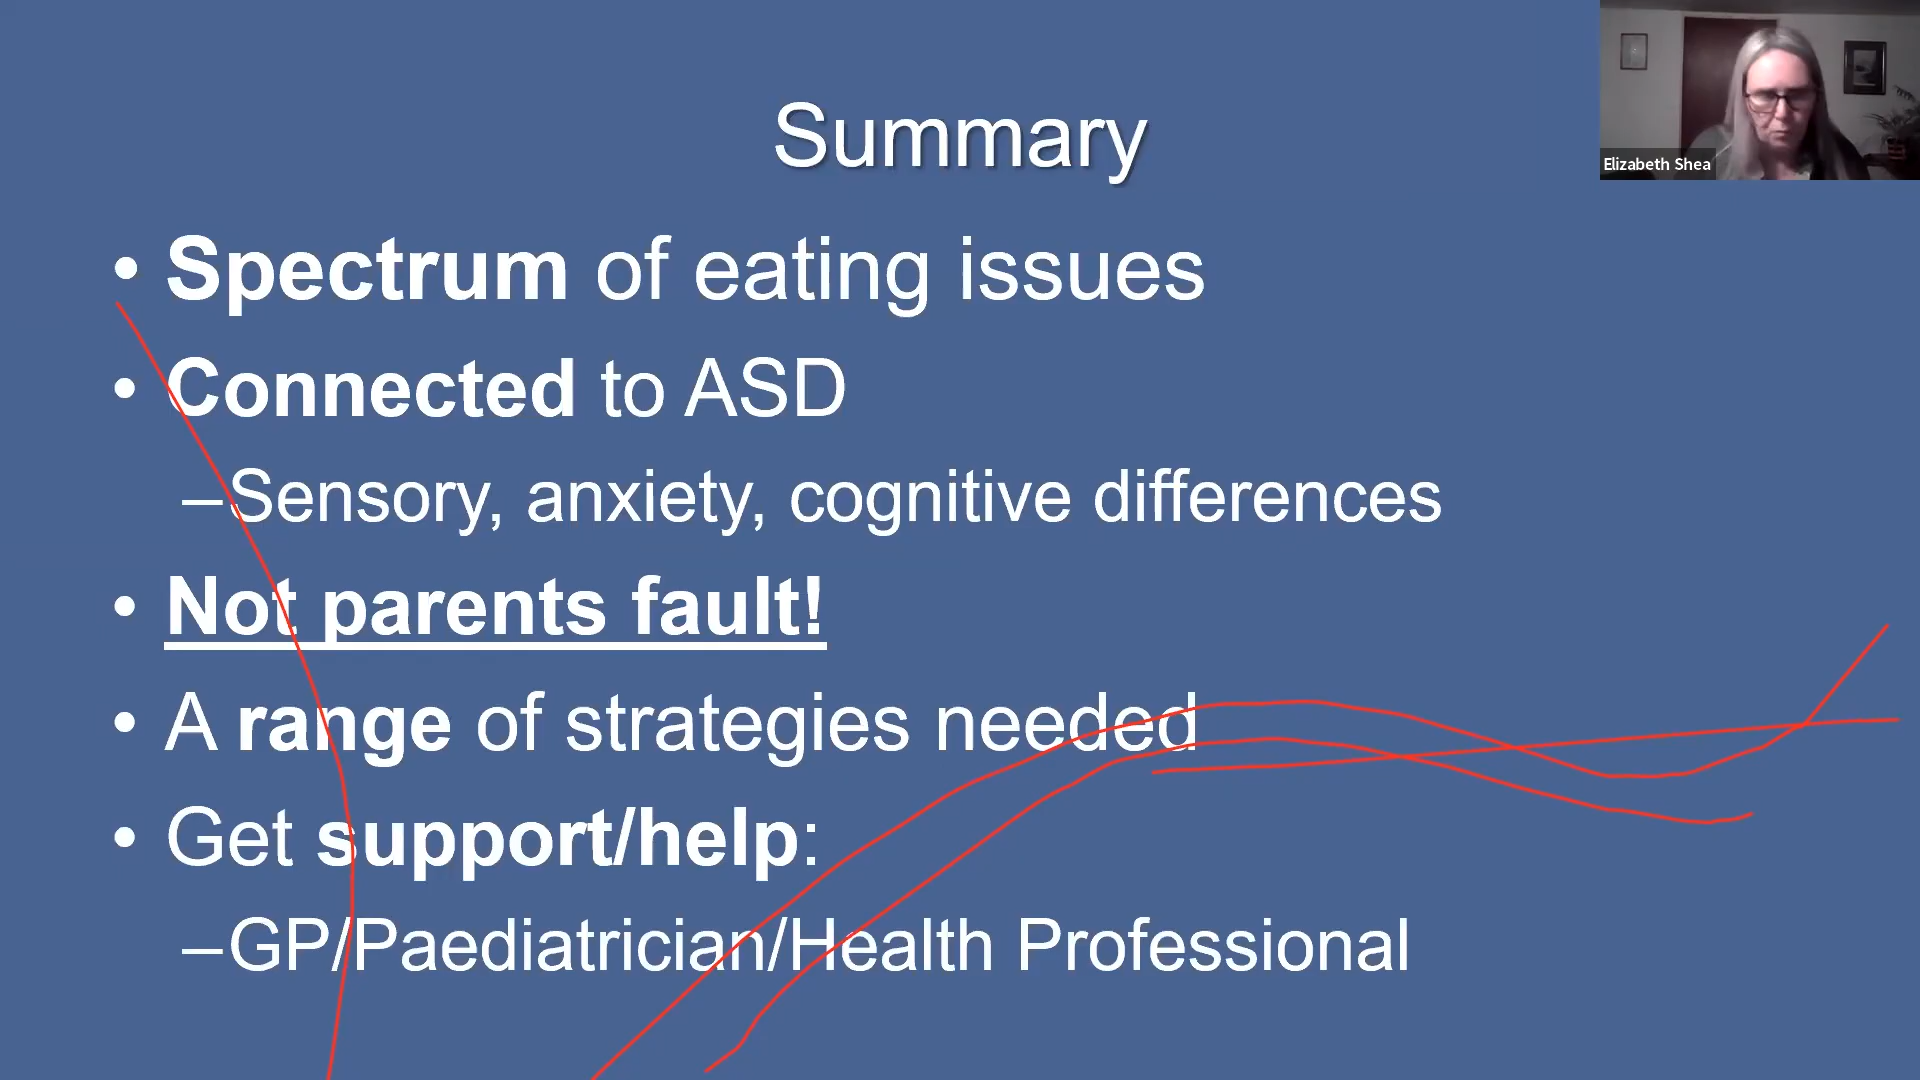 Summary
Elizabeth Shea
• Spectrum of eating issues
• Connected to ASD
–Sensory, anxiety, cognitive differences
• Not parents fault!
• A range of strategies needed
• Get support/help:
–GP/Paediatrician/Health Professional